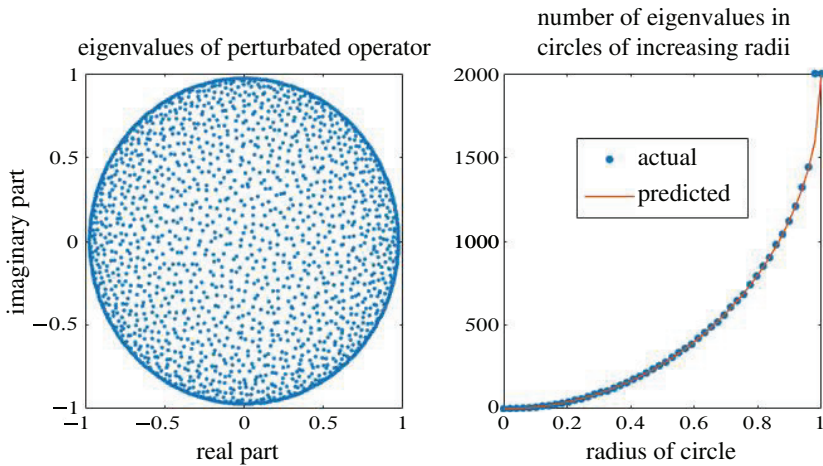 eigenvalues of perturbated operator
1
0.5
0
−0.5
−1
imaginary part
−1
−0.5
0
0.5
1
real part
number of eigenvalues in
circles of increasing radii
2000
1500
1000
500
0
actual
predicted
0
0.2
0.4
0.6
0.8
1
radius of circle